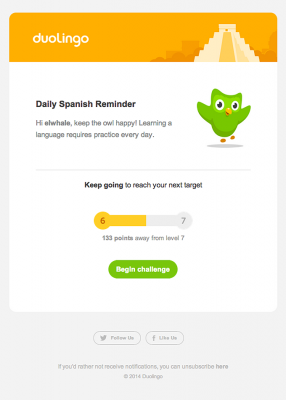 duolingo
Daily Spanish Reminder
Hi elwhale, keep the owl happy! Learning a
language requires practice every day.
Keep going to reach your next target
6 7
133 points away from level 7
Begin challenge
Follow Us Like Us
If you'd rather not receive notifications, you can unsubscribe here
© 2014 Duolingo